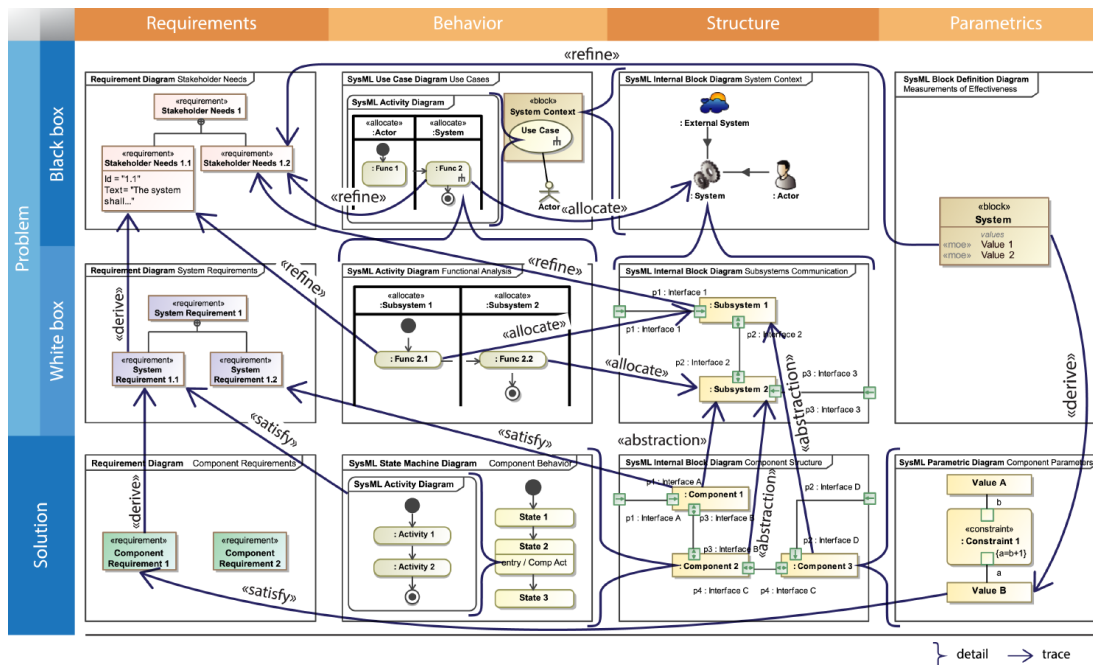 Requirements
Behavior
Structure
Parametrics
Problem
Black box
White box
Solution
«refine»
Requirement Diagram Stakeholder Needs
«requirement»
Stakeholder Needs 1
«requirement»
Stakeholder Needs 1.1
Id = "1.1"
Text= "The system
shall..."
«requirement»
Stakeholder Needs 1.2
SysML Use Case Diagram Use Cases
SysML Activity Diagram
«allocate»
:Actor
«allocate»
:System
: Func 1
: Func 2
«block»
System Context
Use Case
Actor
«refine»
«allocate»
SysML Internal Block Diagram System Context
: External System
: System
: Actor
SysML Block Definition Diagram
Measurements of Effectiveness
«block»
System
values
«moe» Value 1
«moe» Value 2
Requirement Diagram System Requirements
«requirement»
System Requirement 1
«requirement»
System
Requirement 1.1
«requirement»
System
Requirement 1.2
«derive»
«refine»
SysML Activity Diagram Functional Analysis
«allocate»
:Subsystem 1
«allocate»
:Subsystem 2
: Func 2.1
: Func 2.2
«refine»
«allocate»
«allocate»
SysML Internal Block Diagram Subsystems Communication
p1 : Interface 1
: Subsystem 1
p1 : Interface 1
p2 : Interface 2
p2 : Interface 2
: Subsystem 2
p3 : Interface 3
p3 : Interface 3
«derive»
«satisfy»
«satisfy»
«abstraction»
«abstraction»
«abstraction»
Requirement Diagram Component Requirements
«derive»
«requirement»
Component
Requirement 1
«requirement»
Component
Requirement 2
«satisfy»
SysML State Machine Diagram Component Behavior
SysML Activity Diagram
: Activity 1
: Activity 2
State 1
State 2
entry / Comp Act
State 3
SysML Internal Block Diagram Component Structure
p1 : Interface A
: Component 1
p1 : Interface A
p3 : Interface B
p3 : Interface B
: Component 2
p2 : Interface D
p2 : Interface D
: Component 3
p4 : Interface C
p4 : Interface C
SysML Parametric Diagram Component Parameters
Value A
b
«constraint»
: Constraint 1
{a=b+1}
a
Value B
detail
trace